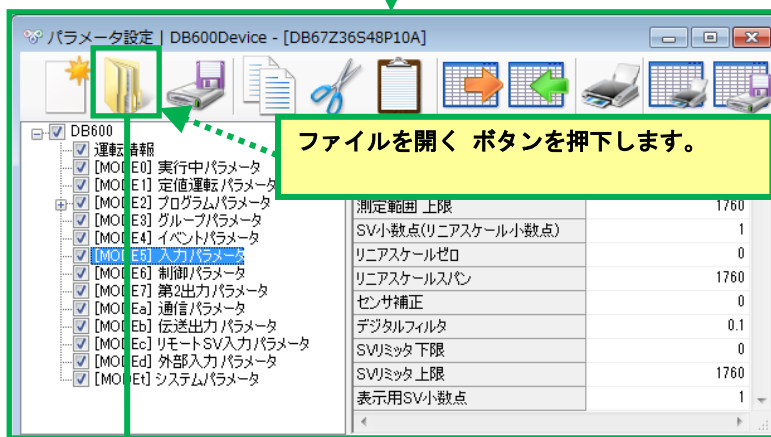 パラメータ設定 | DB600Device - [DB67Z36S48P10A]
ファイルを開く ボタンを押下します。
DB600
運転情報
[MODE0] 実行中パラメータ
[MODE1] 定値運転パラメータ
[MODE2] プログラムパラメータ
[MODE3] グループパラメータ
[MODE4] イベントパラメータ
[MODE5] 入力パラメータ
[MODE6] 制御パラメータ
[MODE7] 第2出力パラメータ
[MODEa] 通信パラメータ
[MODEb] 伝送出力パラメータ
[MODEc] リモートSV入力パラメータ
[MODEd] 外部入力パラメータ
[MODEt] システムパラメータ
測定範囲 上限 1760
SV小数点(リニアスケール小数点) 1
リニアスケールゼロ 0
リニアスケールスパン 1760
センサ補正 0
デジタルフィルタ 0.1
SVリミッタ 下限 0
SVリミッタ 上限 1760
表示用SV小数点 1